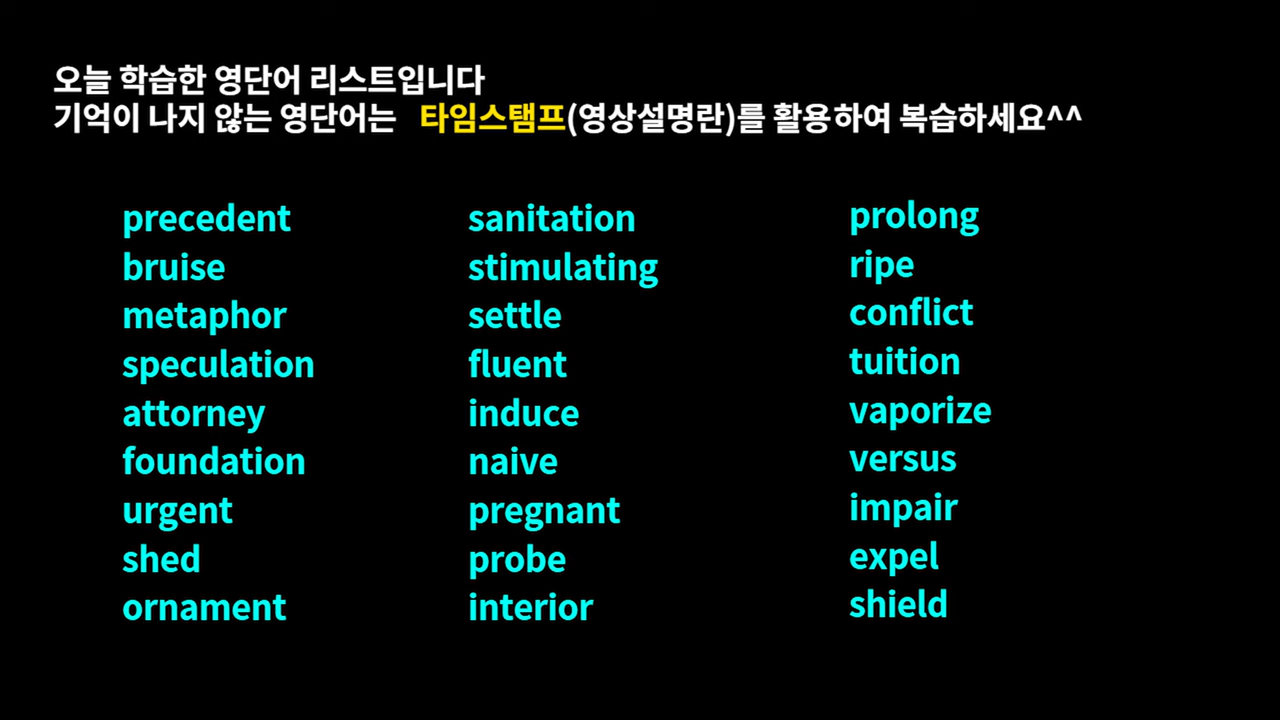 오늘 학습한 영단어 리스트입니다
기억이 나지 않는 영단어는 타임스탬프(영상설명란)를 활용하여 복습하세요^^
precedent
bruise
metaphor
speculation
attorney
foundation
urgent
shed
ornament
sanitation
stimulating
settle
fluent
induce
naive
pregnant
probe
interior
prolong
ripe
conflict
tuition
vaporize
versus
impair
expel
shield